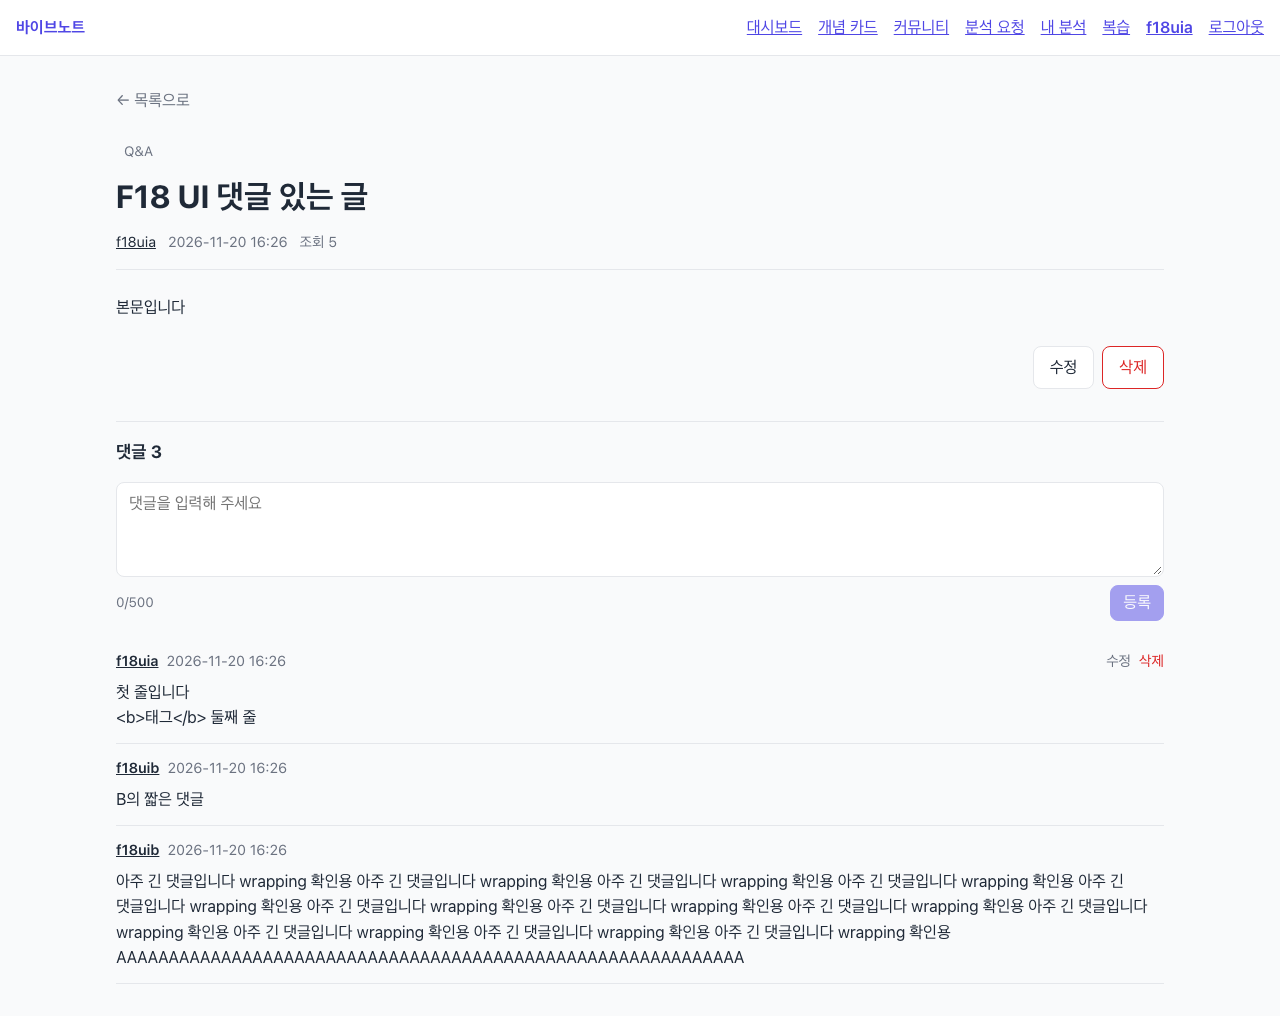 바이브노트
대시보드 개념 카드 커뮤니티 분석 요청 내 분석 복습 f18uia 로그아웃
← 목록으로
Q&A
F18 UI 댓글 있는 글
f18uia 2026-11-20 16:26 조회 5
본문입니다
수정 삭제
댓글 3
댓글을 입력해 주세요
0/500 등록
f18uia 2026-11-20 16:26 수정 삭제
첫 줄입니다
<b>태그</b> 둘째 줄
f18uib 2026-11-20 16:26
B의 짧은 댓글
f18uib 2026-11-20 16:26
아주 긴 댓글입니다 wrapping 확인용 아주 긴 댓글입니다 wrapping 확인용 아주 긴 댓글입니다 wrapping 확인용 아주 긴 댓글입니다 wrapping 확인용 아주 긴
댓글입니다 wrapping 확인용 아주 긴 댓글입니다 wrapping 확인용 아주 긴 댓글입니다 wrapping 확인용 아주 긴 댓글입니다 wrapping 확인용 아주 긴 댓글입니다
wrapping 확인용 아주 긴 댓글입니다 wrapping 확인용 아주 긴 댓글입니다 wrapping 확인용 아주 긴 댓글입니다 wrapping 확인용
AAAAAAAAAAAAAAAAAAAAAAAAAAAAAAAAAAAAAAAAAAAAAAAAAAAAAAAAAAAA